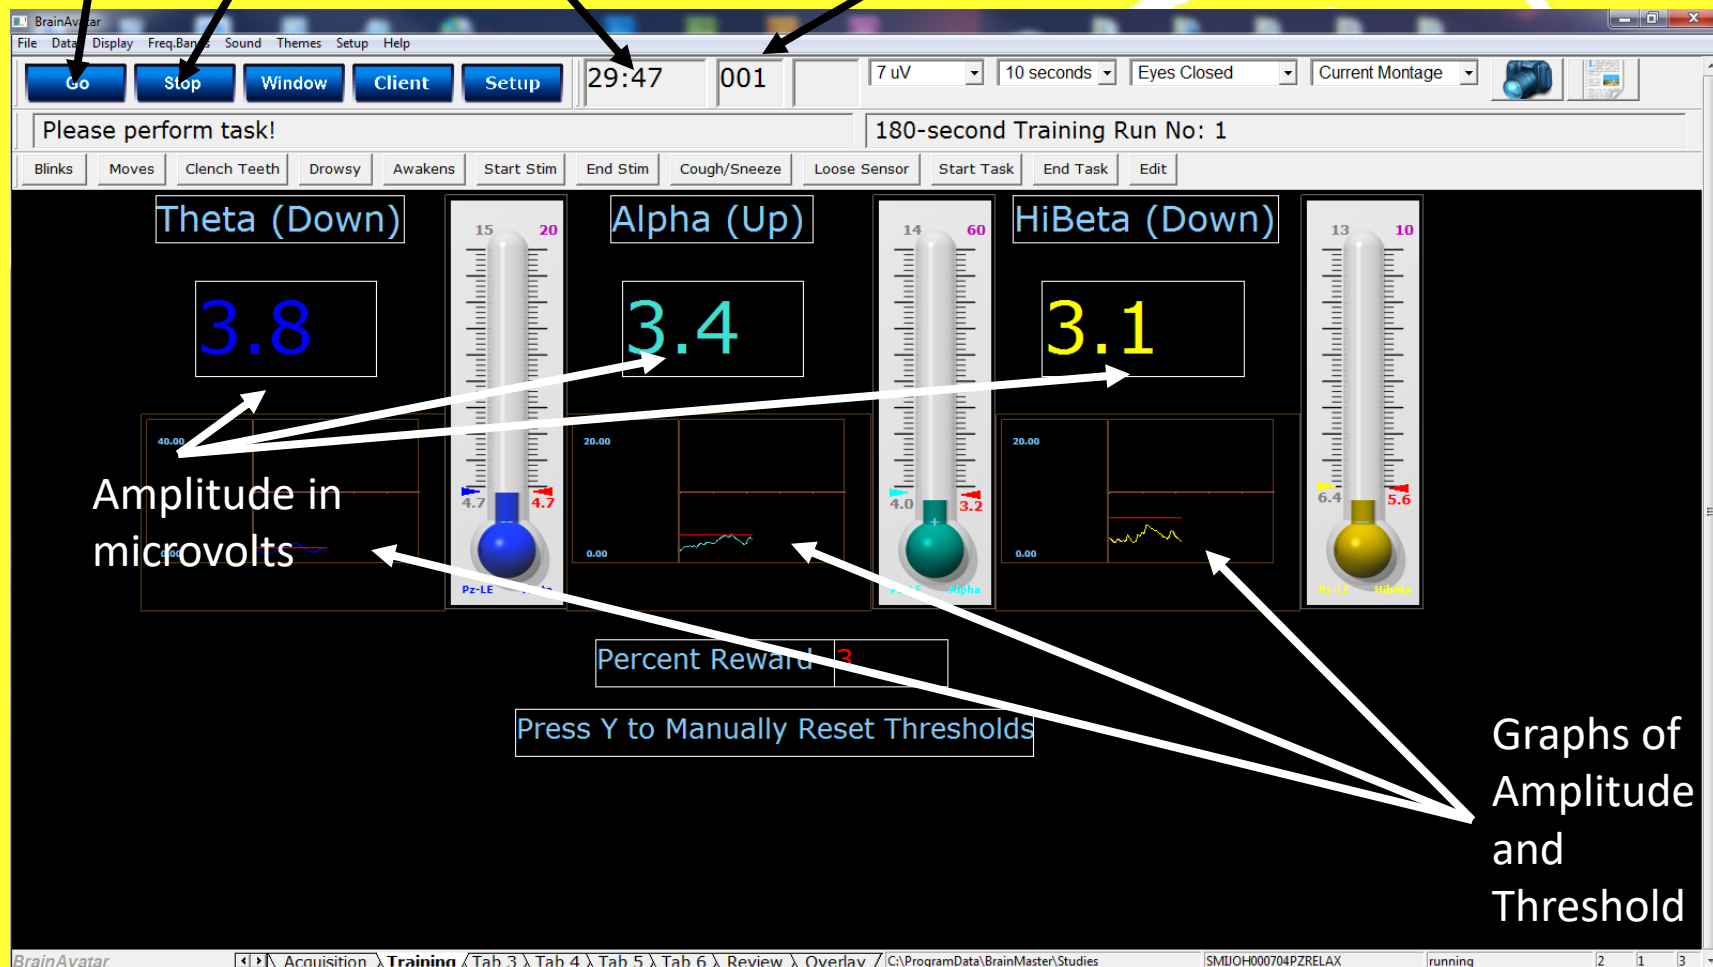 BrainAvatar
File Data Display Freq.Bands Sound Themes Setup Help
Go Stop Window Client Setup 29:47 001 7 uV 10 seconds Eyes Closed Current Montage
Please perform task! 180-second Training Run No: 1
Blinks Moves Clench Teeth Drowsy Awakens Start Stim End Stim Cough/Sneeze Loose Sensor Start Task End Task Edit
Theta (Down) 15 20 Alpha (Up) 14 60 HiBeta (Down) 13 10
3.8 3.4 3.1
40.00 20.00 20.00
4.7 4.7 4.0 3.2 6.4 5.6
Amplitude in
microvolts
0.00 0.00
Pz-LE Alpha Hibeta
Percent Reward 3
Press Y to Manually Reset Thresholds
Graphs of
Amplitude
and
Threshold
BrainAvatar Acquisition Training Tab 3 Tab 4 Tab 5 Tab 6 Review Overlay C:\ProgramData\BrainMaster\Studies SMIJOH000704PZRELAX running 2 1 3